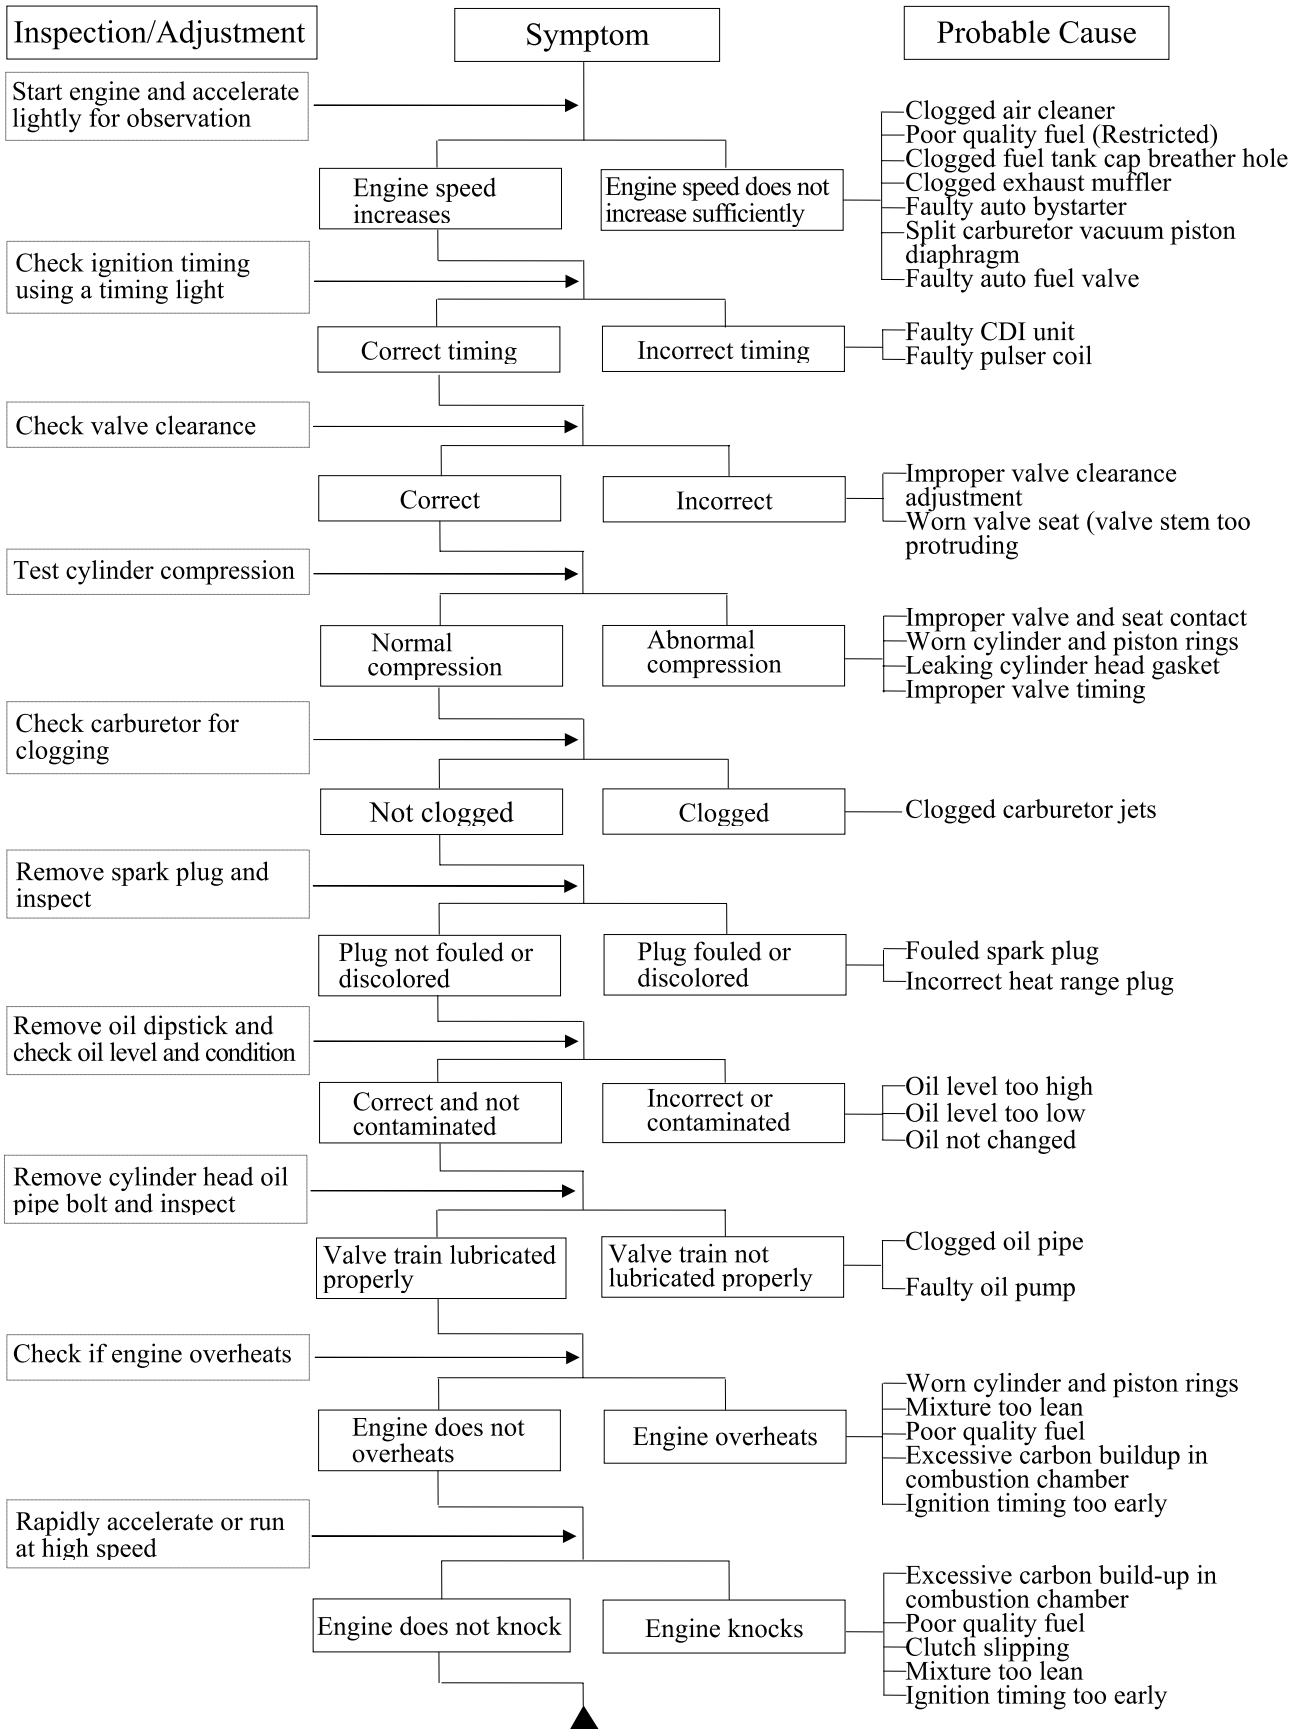 Inspection/Adjustment
Symptom
Probable Cause
Start engine and accelerate
lightly for observation
Engine speed
increases
Engine speed does not
increase sufficiently
Clogged air cleaner
Poor quality fuel (Restricted)
Clogged fuel tank cap breather hole
Clogged exhaust muffler
Faulty auto bystarter
Split carburetor vacuum piston
diaphragm
Faulty auto fuel valve
Check ignition timing
using a timing light
Correct timing
Incorrect timing
Faulty CDI unit
Faulty pulser coil
Check valve clearance
Correct
Incorrect
Improper valve clearance
adjustment
Worn valve seat (valve stem too
protruding
Test cylinder compression
Normal
compression
Abnormal
compression
Improper valve and seat contact
Worn cylinder and piston rings
Leaking cylinder head gasket
Improper valve timing
Check carburetor for
clogging
Not clogged
Clogged
Clogged carburetor jets
Remove spark plug and
inspect
Plug not fouled or
discolored
Plug fouled or
discolored
Fouled spark plug
Incorrect heat range plug
Remove oil dipstick and
check oil level and condition
Correct and not
contaminated
Incorrect or
contaminated
Oil level too high
Oil level too low
Oil not changed
Remove cylinder head oil
pipe bolt and inspect
Valve train lubricated
properly
Valve train not
lubricated properly
Clogged oil pipe
Faulty oil pump
Check if engine overheats
Engine does not
overheats
Engine overheats
Worn cylinder and piston rings
Mixture too lean
Poor quality fuel
Excessive carbon buildup in
combustion chamber
Ignition timing too early
Rapidly accelerate or run
at high speed
Engine does not knock
Engine knocks
Excessive carbon build-up in
combustion chamber
Poor quality fuel
Clutch slipping
Mixture too lean
Ignition timing too early